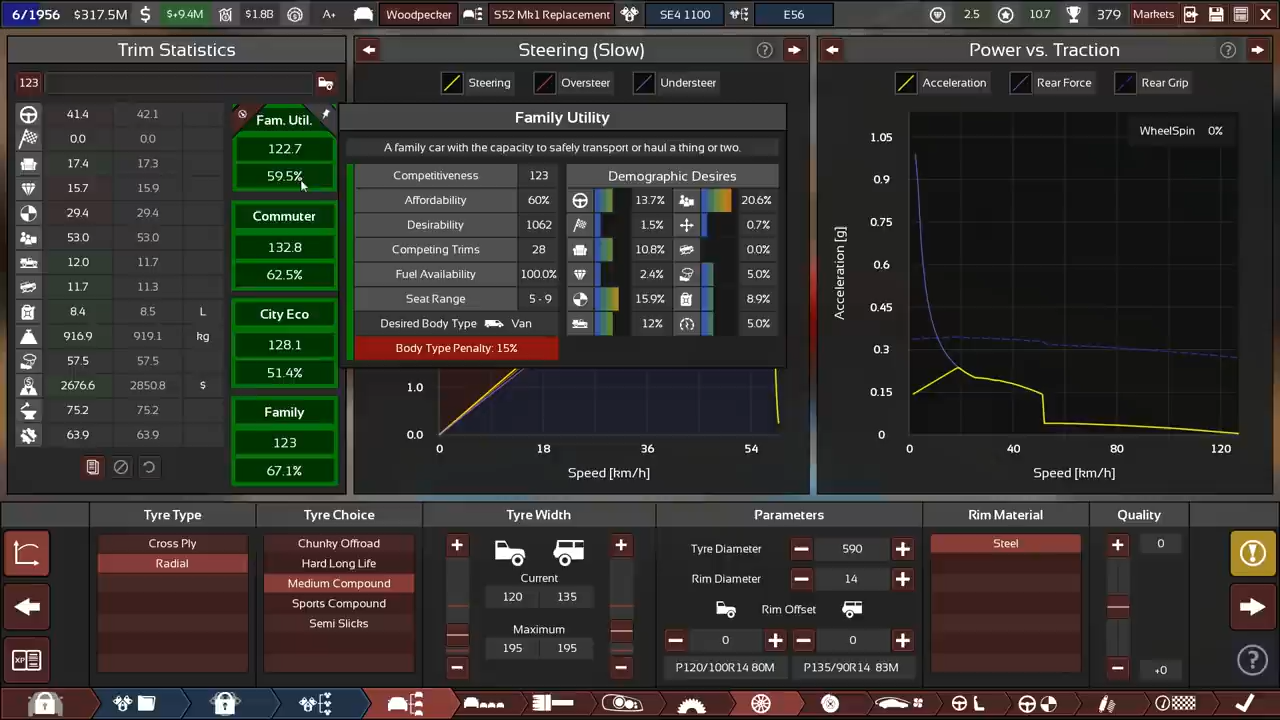 6/1956 $ $317.5M $+9.4M $1.8B A+ Woodpecker S52 Mk1 Replacement SE4 1100 E56 2.5 10.7 379 Markets
Trim Statistics
123
41.4 42.1
0.0 0.0
17.4 17.3
15.7 15.9
29.4 29.4
53.0 53.0
12.0 11.7
11.7 11.3
8.4 8.5 L
916.9 919.1 kg
57.5 57.5
2676.6 2850.8 $
75.2 75.2
63.9 63.9
Fam. Util.
122.7
59.5%
Commuter
132.8
62.5%
City Eco
128.1
51.4%
Family
123
67.1%
Steering (Slow) ?
Steering Oversteer Understeer
Family Utility
A family car with the capacity to safely transport or haul a thing or two.
Competitiveness 123
Affordability 60%
Desirability 1062
Competing Trims 28
Fuel Availability 100.0%
Seat Range 5 - 9
Desired Body Type Van
Body Type Penalty: 15%
Demographic Desires
13.7% 20.6%
1.5% 0.7%
10.8% 0.0%
2.4% 5.0%
15.9% 8.9%
12% 5.0%
1.0
0.0
0 18 36 54
Speed [km/h]
Power vs. Traction ?
Acceleration Rear Force Rear Grip
WheelSpin 0%
Acceleration [g]
1.05
0.9
0.75
0.6
0.45
0.3
0.15
0
0 40 80 120
Speed [km/h]
Tyre Type
Cross Ply
Radial
Tyre Choice
Chunky Offroad
Hard Long Life
Medium Compound
Sports Compound
Semi Slicks
Tyre Width
+ +
Current
120 135
Maximum
195 195
− −
Parameters
Tyre Diameter − 590 +
Rim Diameter − 14 +
Rim Offset
− 0 + − 0 +
P120/100R14 80M P135/90R14 83M
Rim Material
Steel
Quality
+ 0
− +0
XP
?